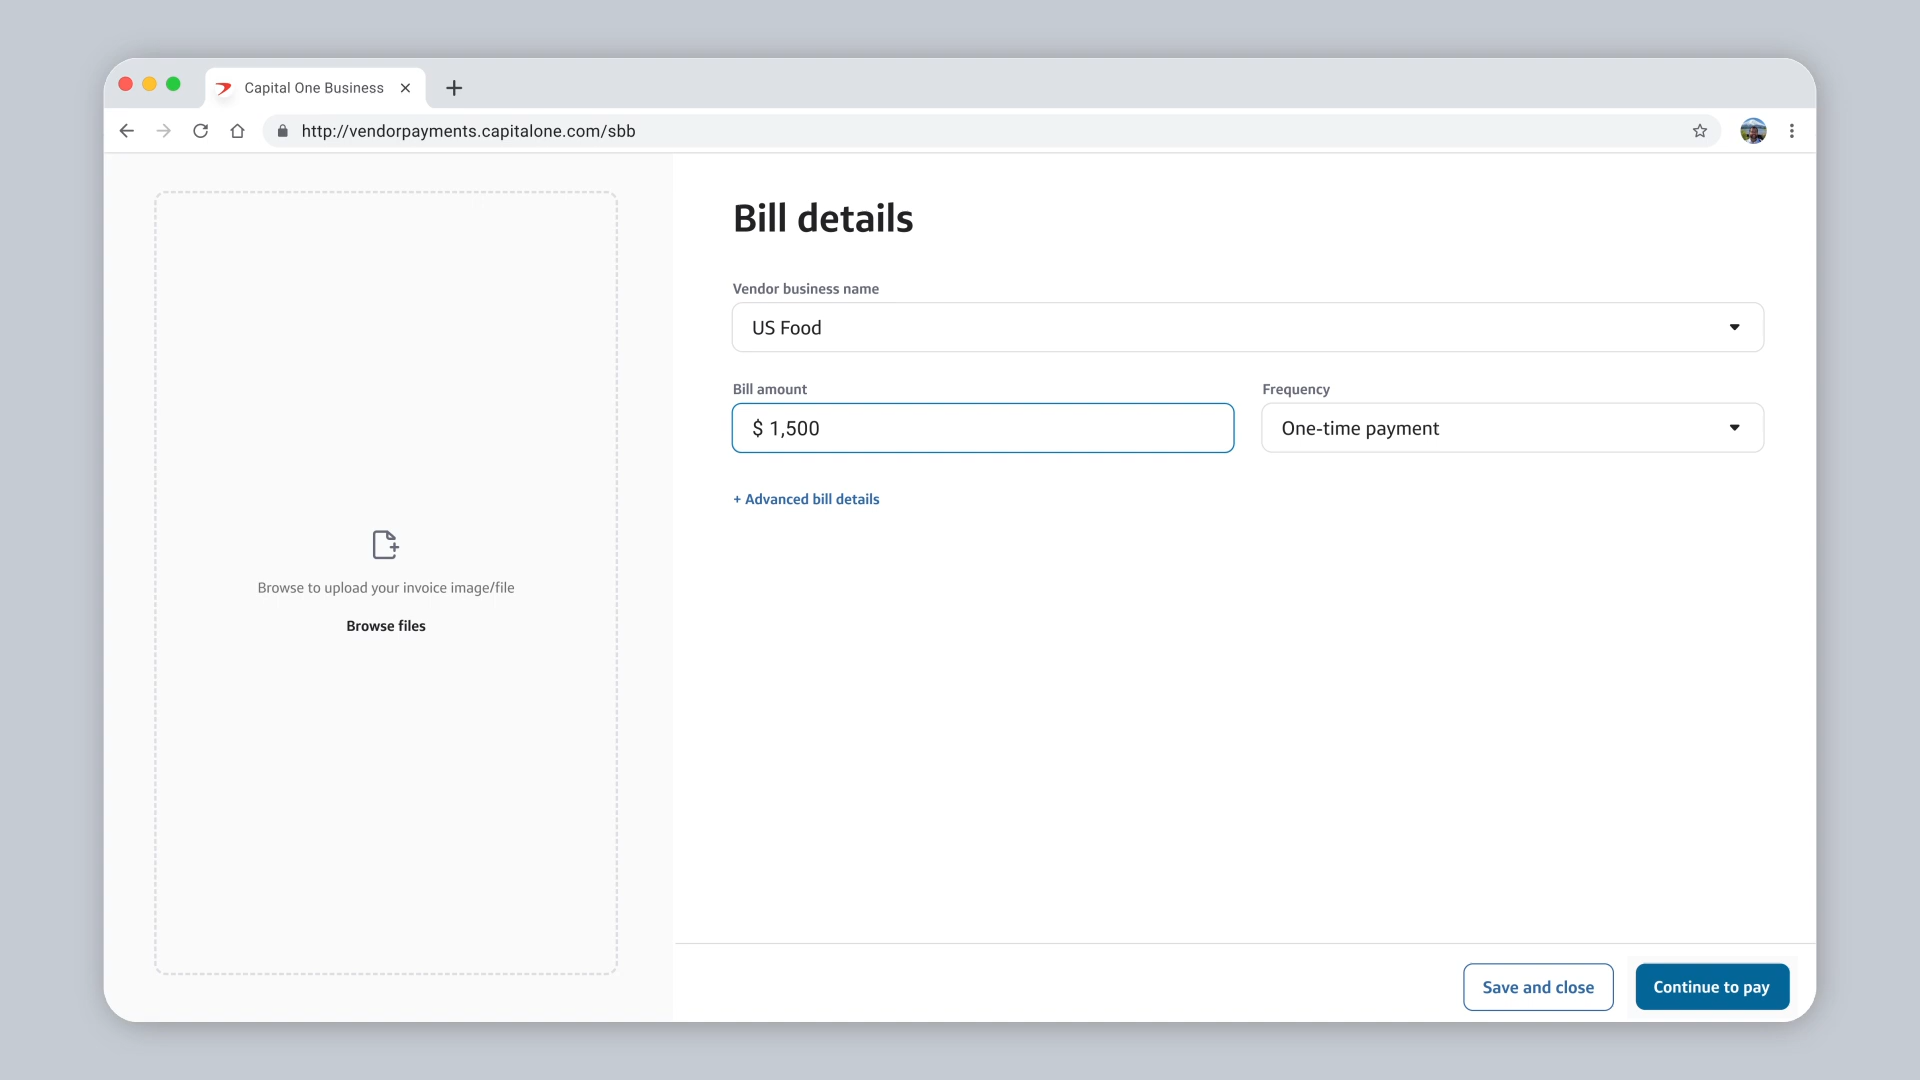 Capital One Business
http://vendorpayments.capitalone.com/sbb
Browse to upload your invoice image/file
Browse files
Bill details
Vendor business name
US Food
Bill amount
$ 1,500
Frequency
One-time payment
+ Advanced bill details
Save and close
Continue to pay